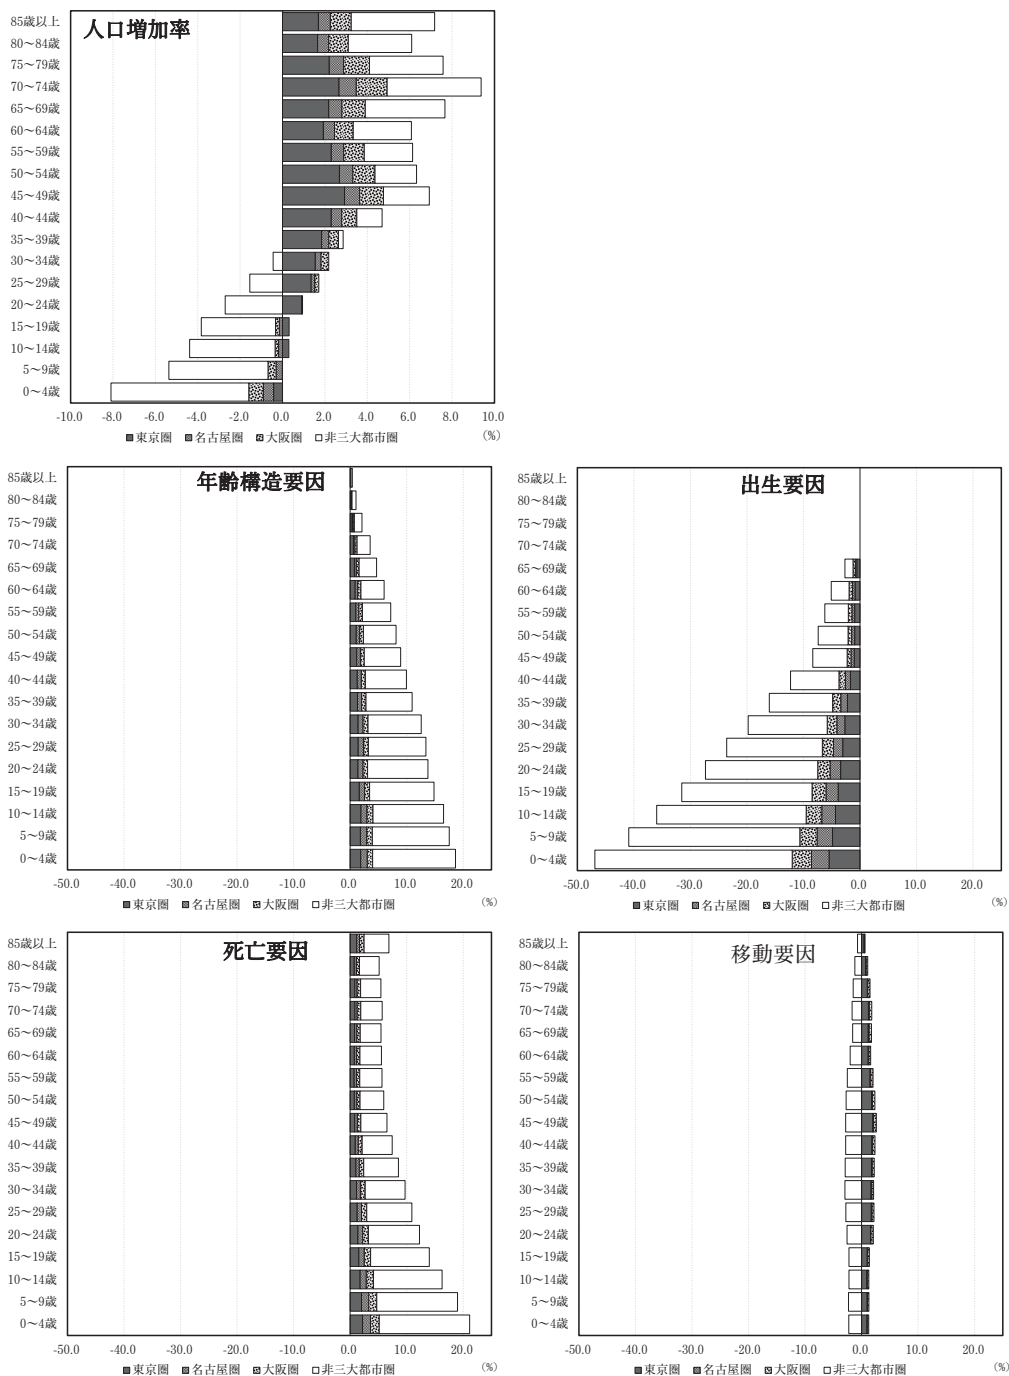 人口増加率
85歳以上
80～84歳
75～79歳
70～74歳
65～69歳
60～64歳
55～59歳
50～54歳
45～49歳
40～44歳
35～39歳
30～34歳
25～29歳
20～24歳
15～19歳
10～14歳
5～9歳
0～4歳
-10.0 -8.0 -6.0 -4.0 -2.0 0.0 2.0 4.0 6.0 8.0 10.0
(%)
東京圏 名古屋圏 大阪圏 非三大都市圏
年齢構造要因
85歳以上
80～84歳
75～79歳
70～74歳
65～69歳
60～64歳
55～59歳
50～54歳
45～49歳
40～44歳
35～39歳
30～34歳
25～29歳
20～24歳
15～19歳
10～14歳
5～9歳
0～4歳
-50.0 -40.0 -30.0 -20.0 -10.0 0.0 10.0 20.0
(%)
東京圏 名古屋圏 大阪圏 非三大都市圏
出生要因
85歳以上
80～84歳
75～79歳
70～74歳
65～69歳
60～64歳
55～59歳
50～54歳
45～49歳
40～44歳
35～39歳
30～34歳
25～29歳
20～24歳
15～19歳
10～14歳
5～9歳
0～4歳
-50.0 -40.0 -30.0 -20.0 -10.0 0.0 10.0 20.0
(%)
東京圏 名古屋圏 大阪圏 非三大都市圏
死亡要因
85歳以上
80～84歳
75～79歳
70～74歳
65～69歳
60～64歳
55～59歳
50～54歳
45～49歳
40～44歳
35～39歳
30～34歳
25～29歳
20～24歳
15～19歳
10～14歳
5～9歳
0～4歳
-50.0 -40.0 -30.0 -20.0 -10.0 0.0 10.0 20.0
(%)
東京圏 名古屋圏 大阪圏 非三大都市圏
移動要因
85歳以上
80～84歳
75～79歳
70～74歳
65～69歳
60～64歳
55～59歳
50～54歳
45～49歳
40～44歳
35～39歳
30～34歳
25～29歳
20～24歳
15～19歳
10～14歳
5～9歳
0～4歳
-50.0 -40.0 -30.0 -20.0 -10.0 0.0 10.0 20.0
(%)
東京圏 名古屋圏 大阪圏 非三大都市圏